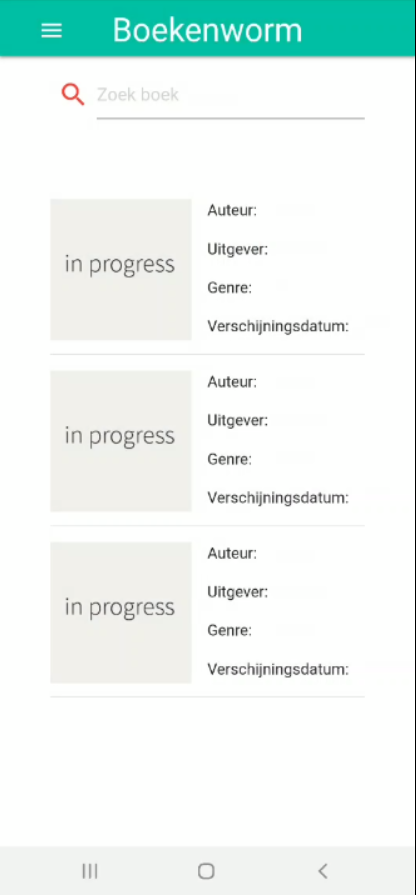 Boekenworm
Zoek boek
in progress
Auteur:
Uitgever:
Genre:
Verschijningsdatum:
in progress
Auteur:
Uitgever:
Genre:
Verschijningsdatum:
in progress
Auteur:
Uitgever:
Genre:
Verschijningsdatum: